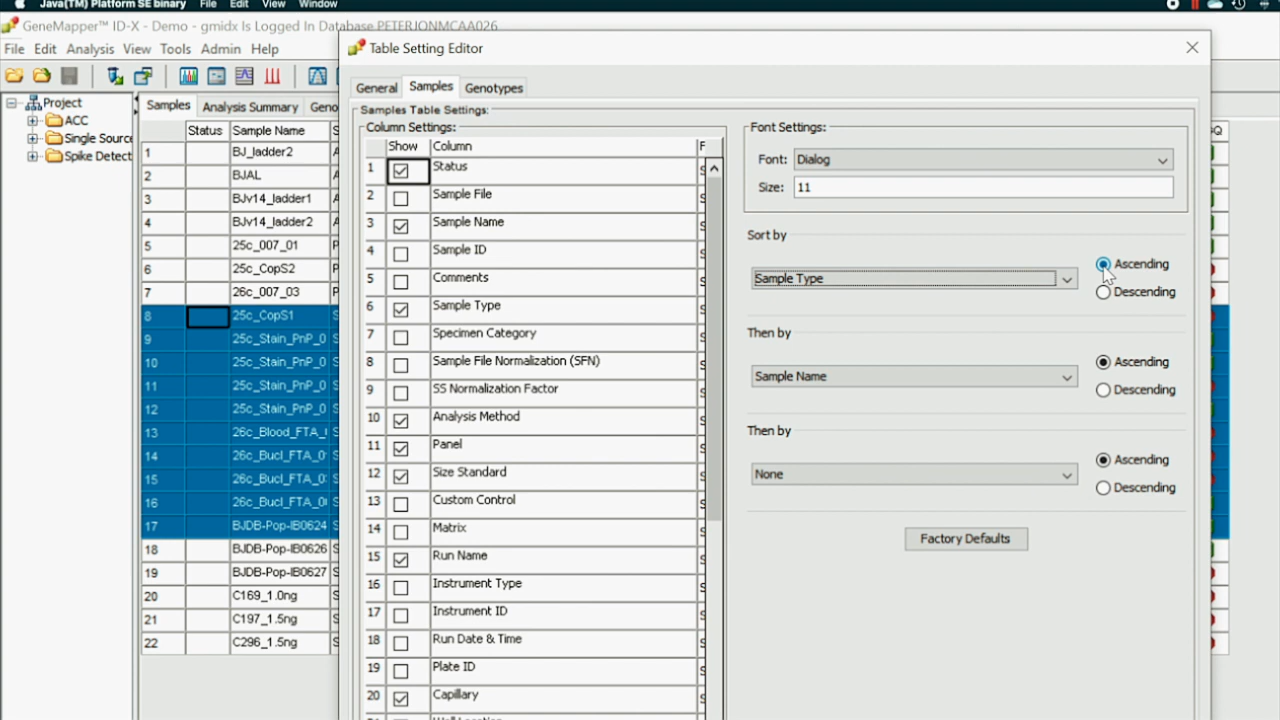 Java(TM) Platform SE binary File Edit View Window
GeneMapper™ ID-X - Demo - gmidx Is Logged In Database PETERJONMCAA026
File Edit Analysis View Tools Admin Help
Table Setting Editor
General Samples Genotypes
Samples Table Settings:
Column Settings:
Show Column F
1 Status
2 Sample File
3 Sample Name
4 Sample ID
5 Comments
6 Sample Type
7 Specimen Category
8 Sample File Normalization (SFN)
9 SS Normalization Factor
10 Analysis Method
11 Panel
12 Size Standard
13 Custom Control
14 Matrix
15 Run Name
16 Instrument Type
17 Instrument ID
18 Run Date & Time
19 Plate ID
20 Capillary
Font Settings:
Font: Dialog
Size: 11
Sort by
Sample Type
Ascending
Descending
Then by
Sample Name
Ascending
Descending
Then by
None
Ascending
Descending
Factory Defaults
Project
ACC
Single Source
Spike Detect
Samples Analysis Summary Geno
Status Sample Name S
1 BJ_ladder2 A
2 BJAL A
3 BJv14_ladder1 A
4 BJv14_ladder2 A
5 25c_007_01 P
6 25c_CopS2 P
7 26c_007_03 P
8 25c_CopS1 S
9 25c_Stain_PnP_0 S
10 25c_Stain_PnP_0 S
11 25c_Stain_PnP_0 S
12 25c_Stain_PnP_0 S
13 26c_Blood_FTA_ S
14 26c_Bucl_FTA_0 S
15 26c_Bucl_FTA_0 S
16 26c_Bucl_FTA_0 S
17 BJDB-Pop-IB0624 S
18 BJDB-Pop-IB0626 S
19 BJDB-Pop-IB0627 S
20 C169_1.0ng S
21 C197_1.5ng S
22 C296_1.5ng S